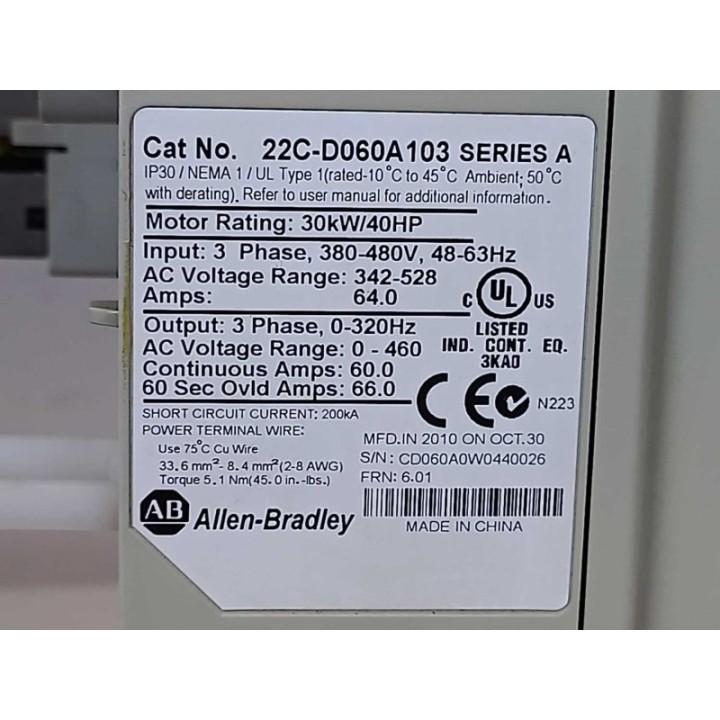 Cat No. 22C-D060A103 SERIES A
IP30 / NEMA 1 / UL Type 1(rated-10°C to 45°C Ambient; 50°C
with derating). Refer to user manual for additional information.
Motor Rating: 30kW/40HP
Input: 3 Phase, 380-480V, 48-63Hz
AC Voltage Range: 342-528
Amps: 64.0
C UL US
LISTED
IND. CONT. EQ.
3KAD
Output: 3 Phase, 0-320Hz
AC Voltage Range: 0 - 460
Continuous Amps: 60.0
60 Sec Ovld Amps: 66.0
CE
N223
SHORT CIRCUIT CURRENT: 200kA
POWER TERMINAL WIRE:
Use 75°C Cu Wire
33.6 mm²- 8.4 mm²(2-8 AWG)
Torque 5.1 Nm(45.0 in.-lbs.)
MFD.IN 2010 ON OCT.30
S/N: CD060A0W0440026
FRN: 6.01
MADE IN CHINA
AB Allen-Bradley